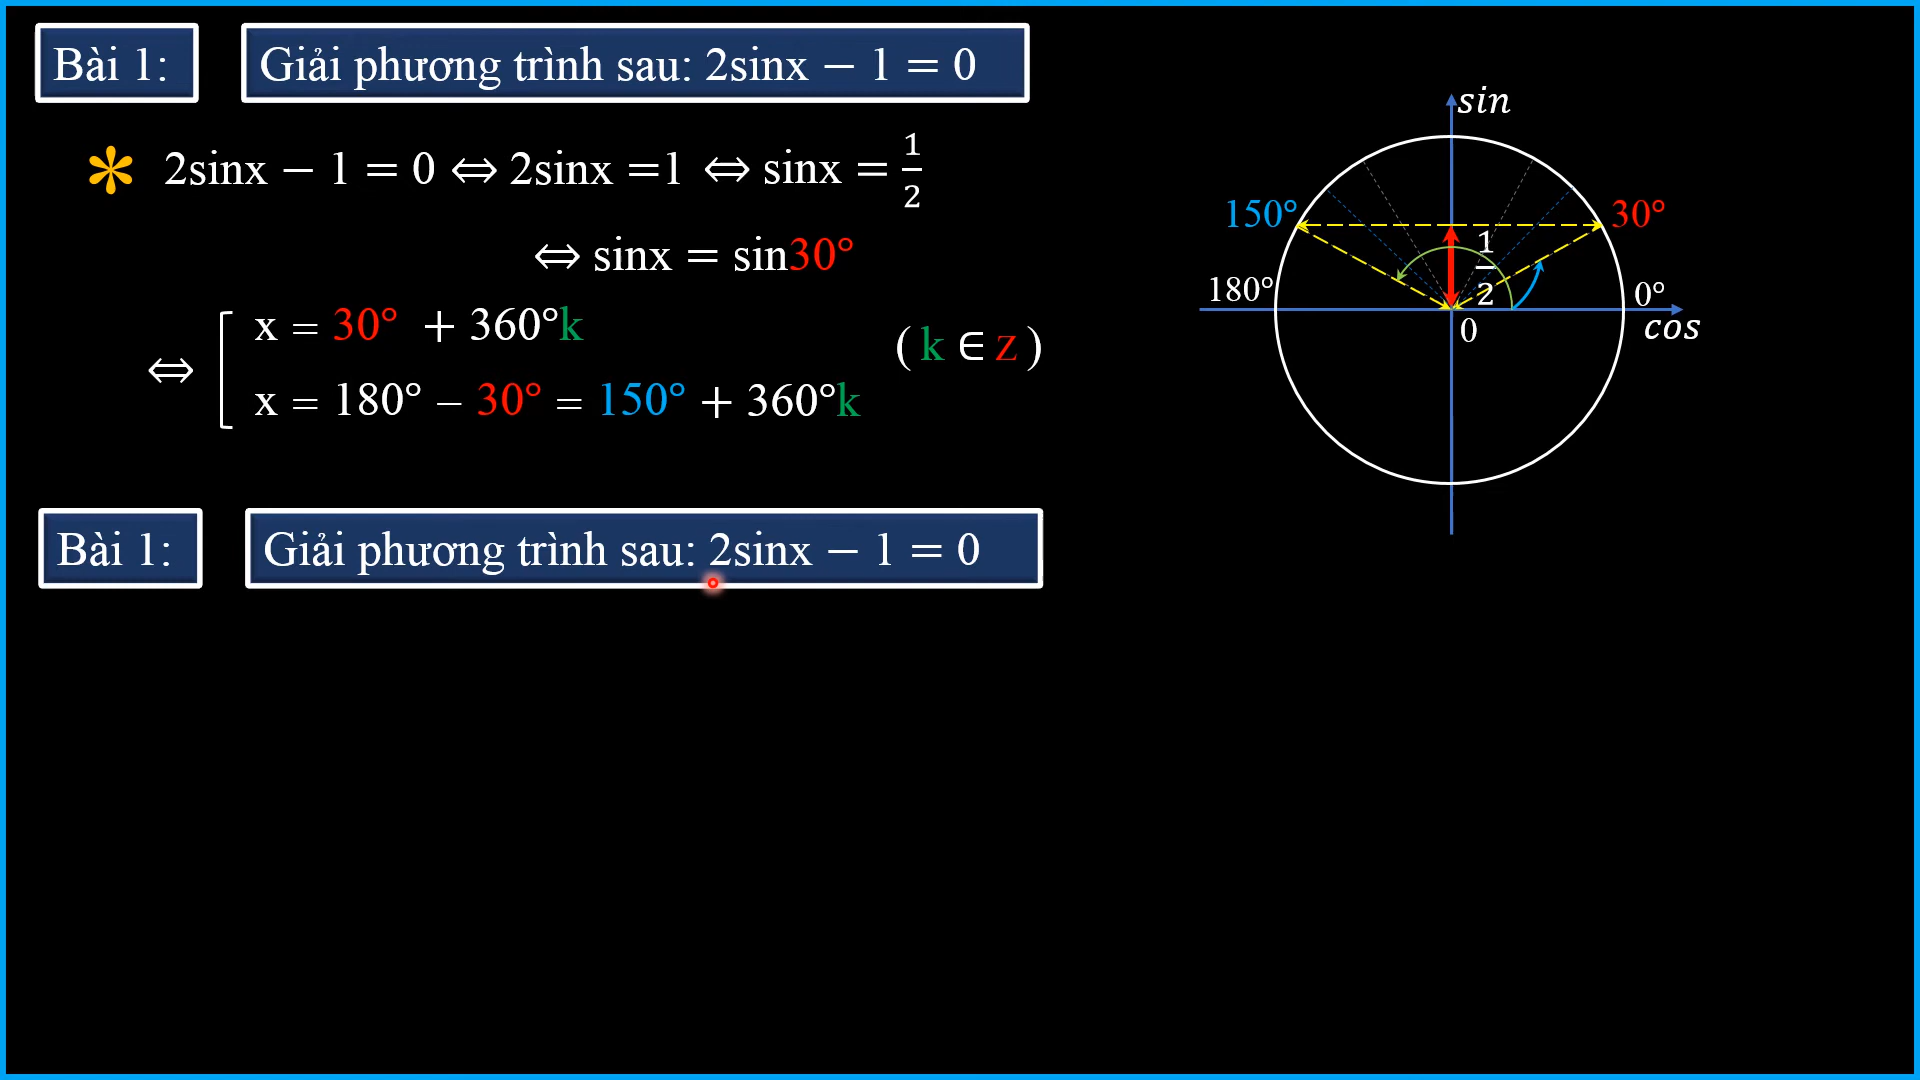 Bài 1:
Giải phương trình sau: 2sinx − 1 = 0
* 2sinx − 1 = 0 ⇔ 2sinx =1 ⇔ sinx = 1/2
⇔ sinx = sin30°
⇔ [ x = 30° + 360°k
x = 180° − 30° = 150° + 360°k
( k ∈ z )
sin
150°
30°
1/2
180°
0°
0
cos
Bài 1:
Giải phương trình sau: 2sinx − 1 = 0